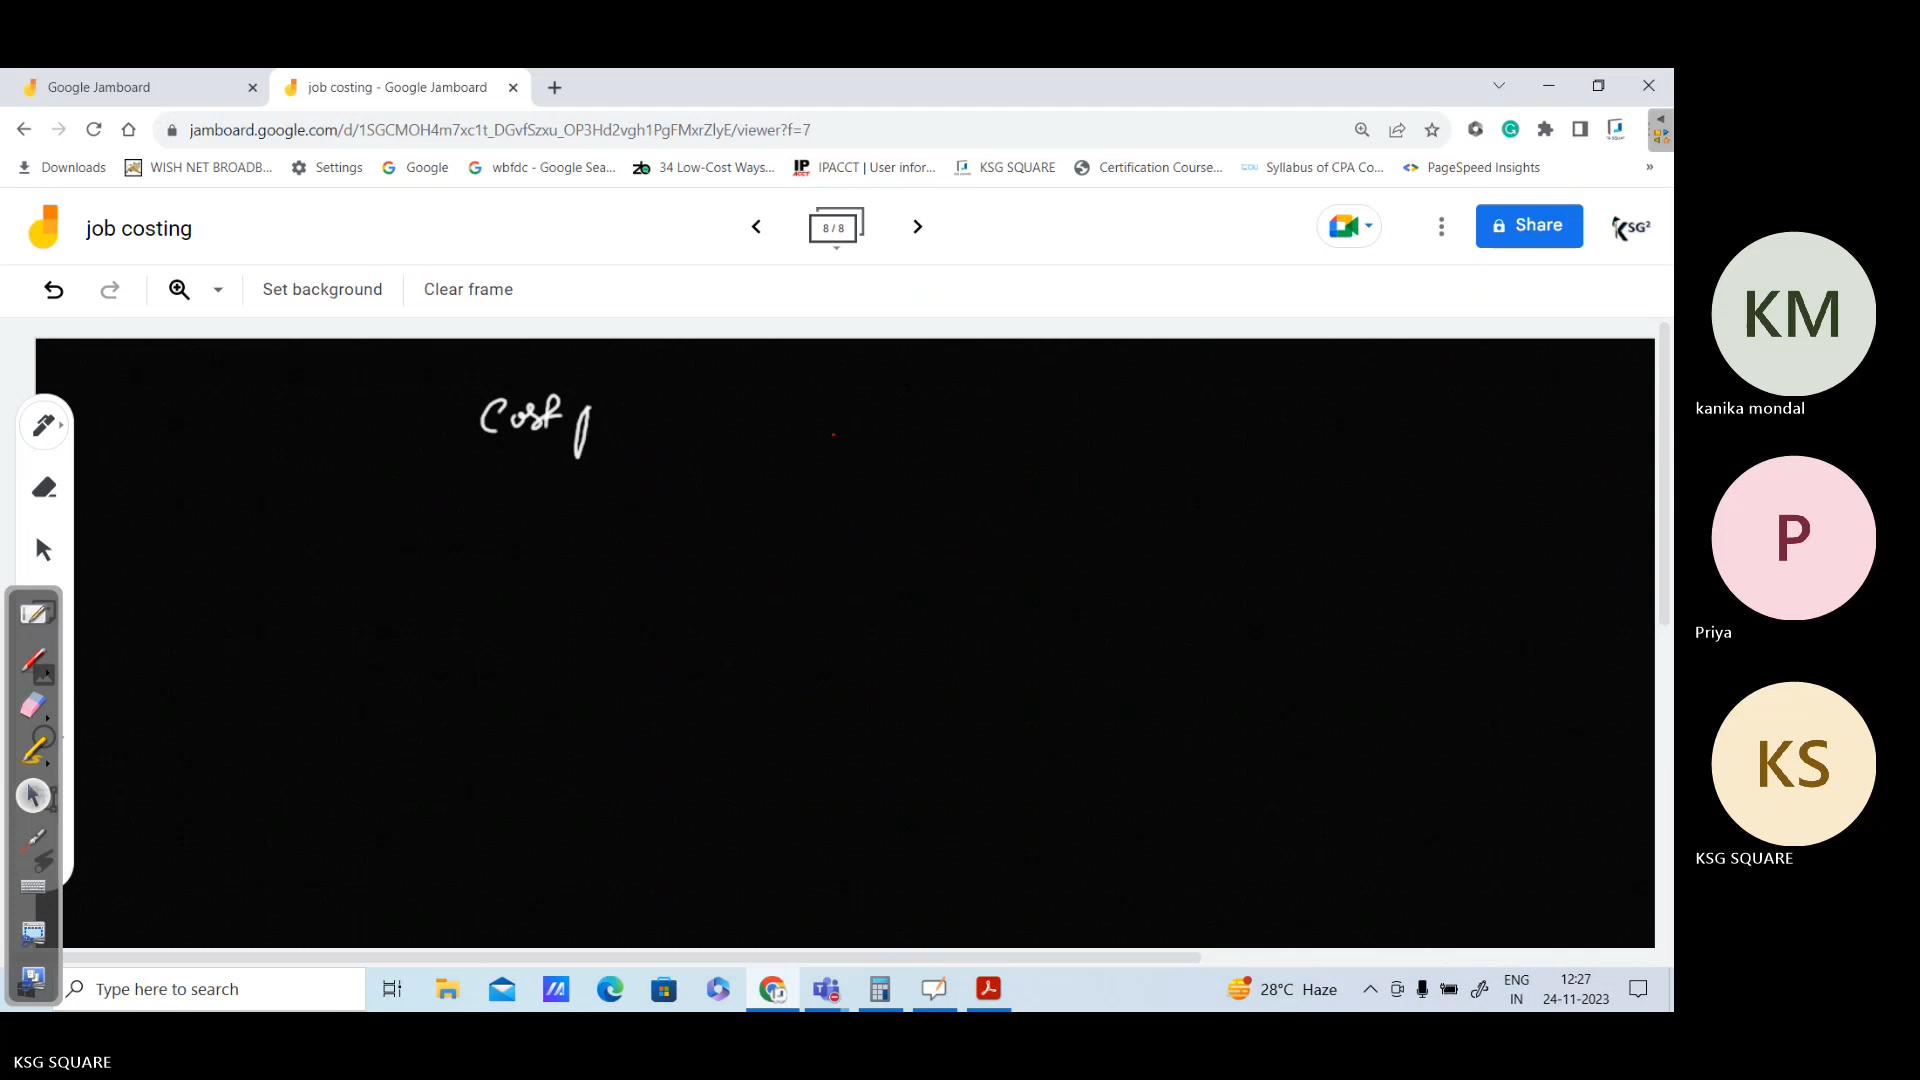 Google Jamboard
job costing - Google Jamboard
jamboard.google.com/d/1SGCMOH4m7xc1t_DGvfSzxu_OP3Hd2vgh1PgFMxrZlyE/viewer?f=7
Downloads WISH NET BROADB... Settings Google wbfdc - Google Sea... 34 Low-Cost Ways... IPACCT | User infor... KSG SQUARE Certification Course... Syllabus of CPA Co... PageSpeed Insights »
job costing
8 / 8
Share
KSG²
Set background Clear frame
Cost p
KM
kanika mondal
P
Priya
KS
KSG SQUARE
Type here to search
28°C Haze
ENG
IN
12:27
24-11-2023
KSG SQUARE